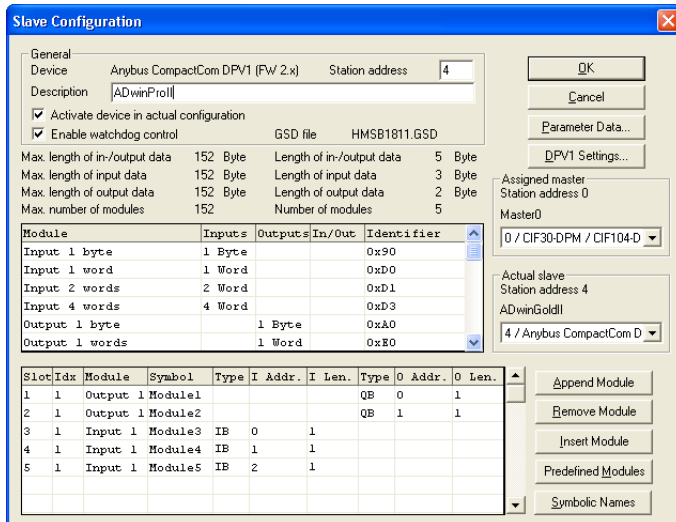 Slave Configuration
General
Device Anybus CompactCom DPV1 (FW 2.x) Station address 4
Description ADwinProII
Activate device in actual configuration
Enable watchdog control GSD file HMSB1811.GSD
Max. length of in-/output data 152 Byte Length of in-/output data 5 Byte
Max. length of input data 152 Byte Length of input data 3 Byte
Max. length of output data 152 Byte Length of output data 2 Byte
Max. number of modules 152 Number of modules 5
OK
Cancel
Parameter Data...
DPV1 Settings...
Assigned master
Station address 0
Master0
0 / CIF30-DPM / CIF104-D
Actual slave
Station address 4
ADwinGoldII
4 / Anybus CompactCom D
Module Inputs Outputs In/Out Identifier
Input 1 byte 1 Byte 0x90
Input 1 word 1 Word 0xD0
Input 2 words 2 Word 0xD1
Input 4 words 4 Word 0xD3
Output 1 byte 1 Byte 0xA0
Output 1 words 1 Word 0xE0
Slot Idx Module Symbol Type I Addr. I Len. Type O Addr. O Len.
1 1 Output 1 Module1 QB 0 1
2 1 Output 1 Module2 QB 1 1
3 1 Input 1 Module3 IB 0 1
4 1 Input 1 Module4 IB 1 1
5 1 Input 1 Module5 IB 2 1
Append Module
Remove Module
Insert Module
Predefined Modules
Symbolic Names